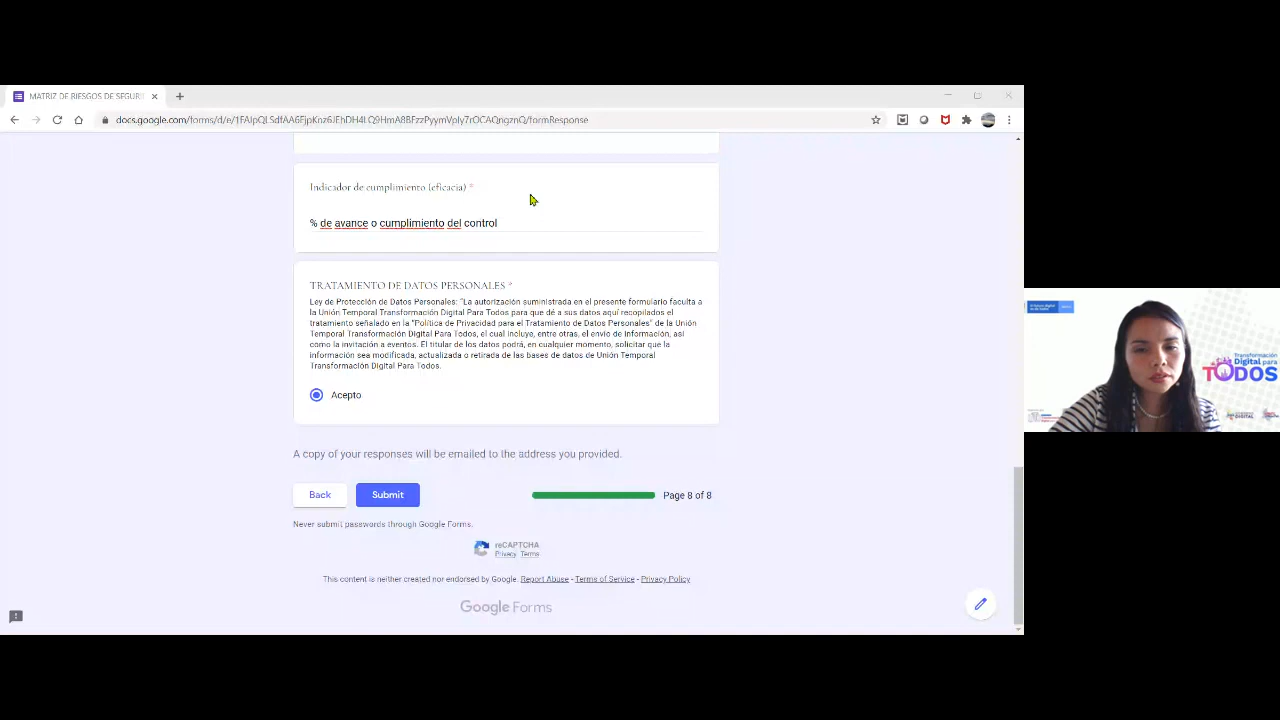 MATRIZ DE RIESGOS DE SEGURI
docs.google.com/forms/d/e/1FAIpQLSdfAA6EjpKnz6JEhDH4LQ9HmA8BFzzPyymVply7rOCAQngznQ/formResponse
Indicador de cumplimiento (eficacia) *
% de avance o cumplimiento del control
TRATAMIENTO DE DATOS PERSONALES *
Ley de Protección de Datos Personales: "La autorización suministrada en el presente formulario faculta a
la Unión Temporal Transformación Digital Para Todos para que dé a sus datos aquí recopilados el
tratamiento señalado en la "Política de Privacidad para el Tratamiento de Datos Personales" de la Unión
Temporal Transformación Digital Para Todos, el cual incluye, entre otras, el envío de información, así
como la invitación a eventos. El titular de los datos podrá, en cualquier momento, solicitar que la
información sea modificada, actualizada o retirada de las bases de datos de Unión Temporal
Transformación Digital Para Todos.
Acepto
A copy of your responses will be emailed to the address you provided.
Back
Submit
Page 8 of 8
Never submit passwords through Google Forms.
reCAPTCHA
Privacy Terms
This content is neither created nor endorsed by Google. Report Abuse - Terms of Service - Privacy Policy
Google Forms
Transformación
Digital para
TODOS